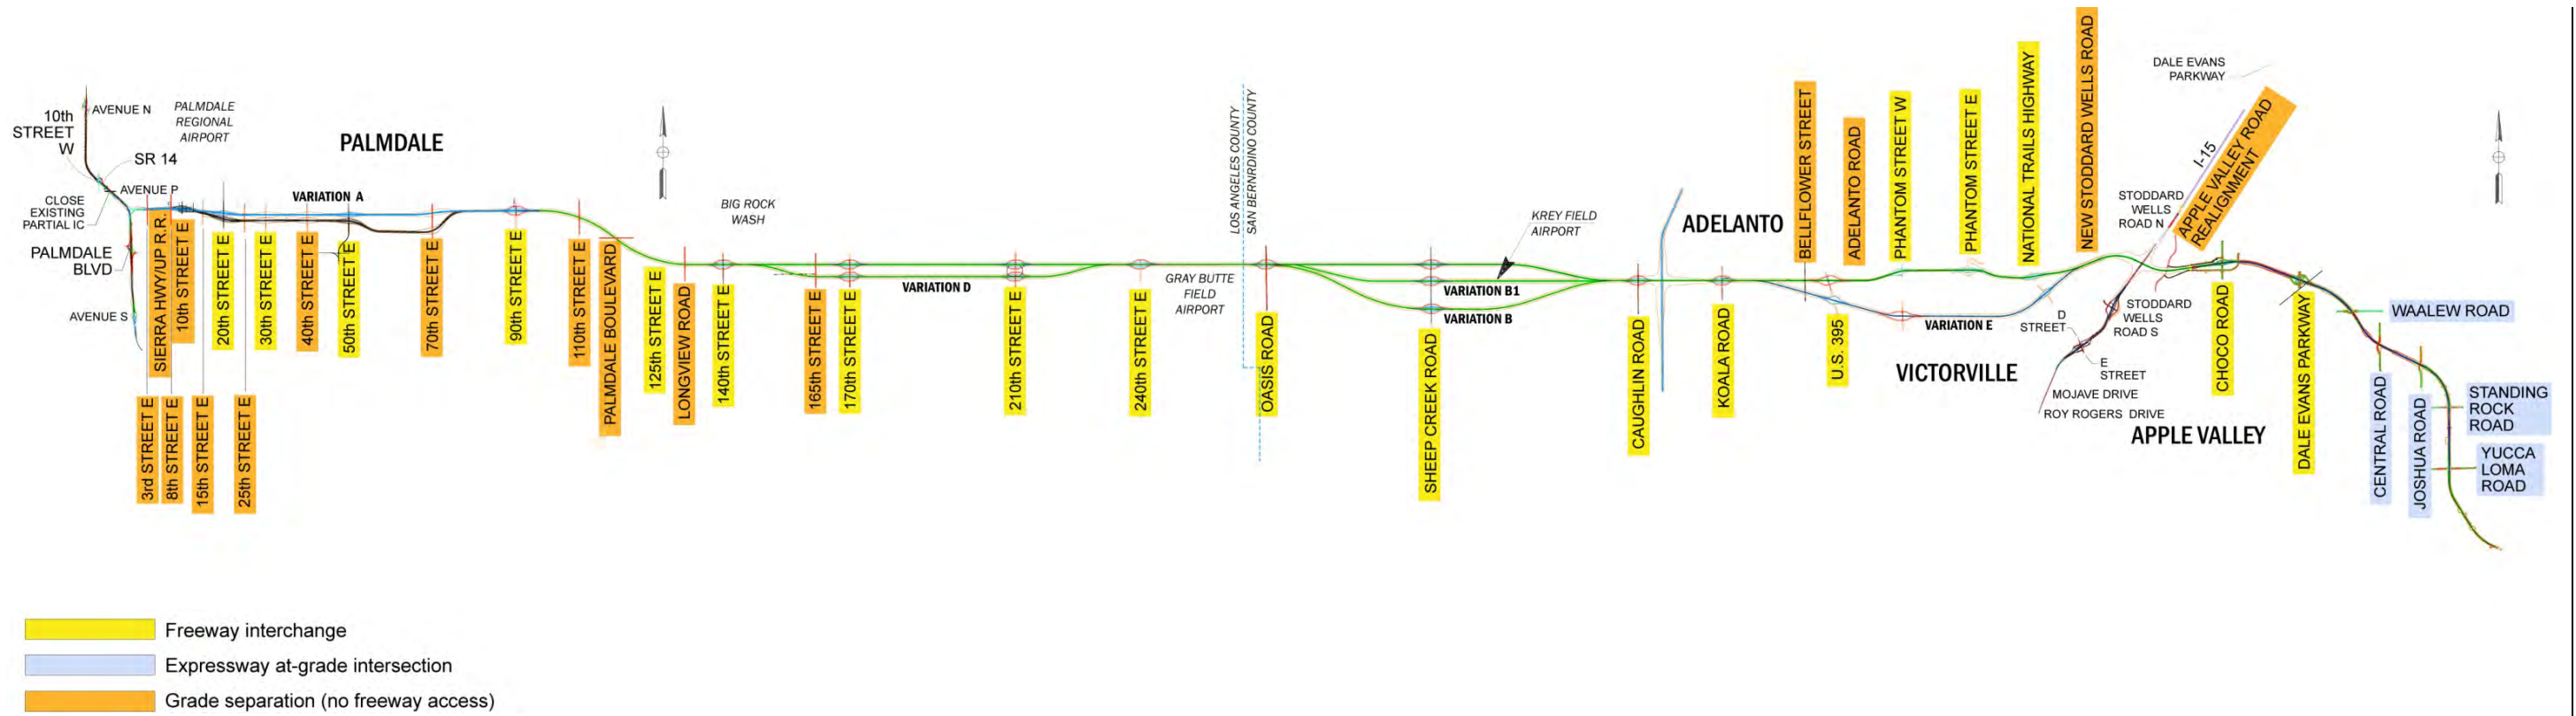 10th
STREET
W
AVENUE N
PALMDALE
REGIONAL
AIRPORT
SR 14
AVENUE P
CLOSE
EXISTING
PARTIAL IC
PALMDALE
BLVD
AVENUE S
PALMDALE
VARIATION A
3rd STREET E
SIERRA HWY/UP R.R.
8th STREET E
10th STREET E
15th STREET E
20th STREET E
25th STREET E
30th STREET E
40th STREET E
50th STREET E
70th STREET E
90th STREET E
110th STREET E
PALMDALE BOULEVARD
125th STREET E
LONGVIEW ROAD
140th STREET E
BIG ROCK
WASH
165th STREET E
170th STREET E
VARIATION D
210th STREET E
240th STREET E
GRAY BUTTE
FIELD
AIRPORT
LOS ANGELES COUNTY
SAN BERNRDINO COUNTY
OASIS ROAD
SHEEP CREEK ROAD
VARIATION B1
VARIATION B
KREY FIELD
AIRPORT
CAUGHLIN ROAD
ADELANTO
KOALA ROAD
BELLFLOWER STREET
U.S. 395
ADELANTO ROAD
PHANTOM STREET W
PHANTOM STREET E
VARIATION E
VICTORVILLE
NATIONAL TRAILS HIGHWAY
NEW STODDARD WELLS ROAD
DALE EVANS
PARKWAY
I-15
APPLE VALLEY ROAD
REALIGNMENT
STODDARD
WELLS
ROAD N
STODDARD
WELLS
ROAD S
D
STREET
E
STREET
MOJAVE DRIVE
ROY ROGERS DRIVE
APPLE VALLEY
CHOCO ROAD
DALE EVANS PARKWAY
WAALEW ROAD
CENTRAL ROAD
JOSHUA ROAD
STANDING
ROCK
ROAD
YUCCA
LOMA
ROAD
Freeway interchange
Expressway at-grade intersection
Grade separation (no freeway access)